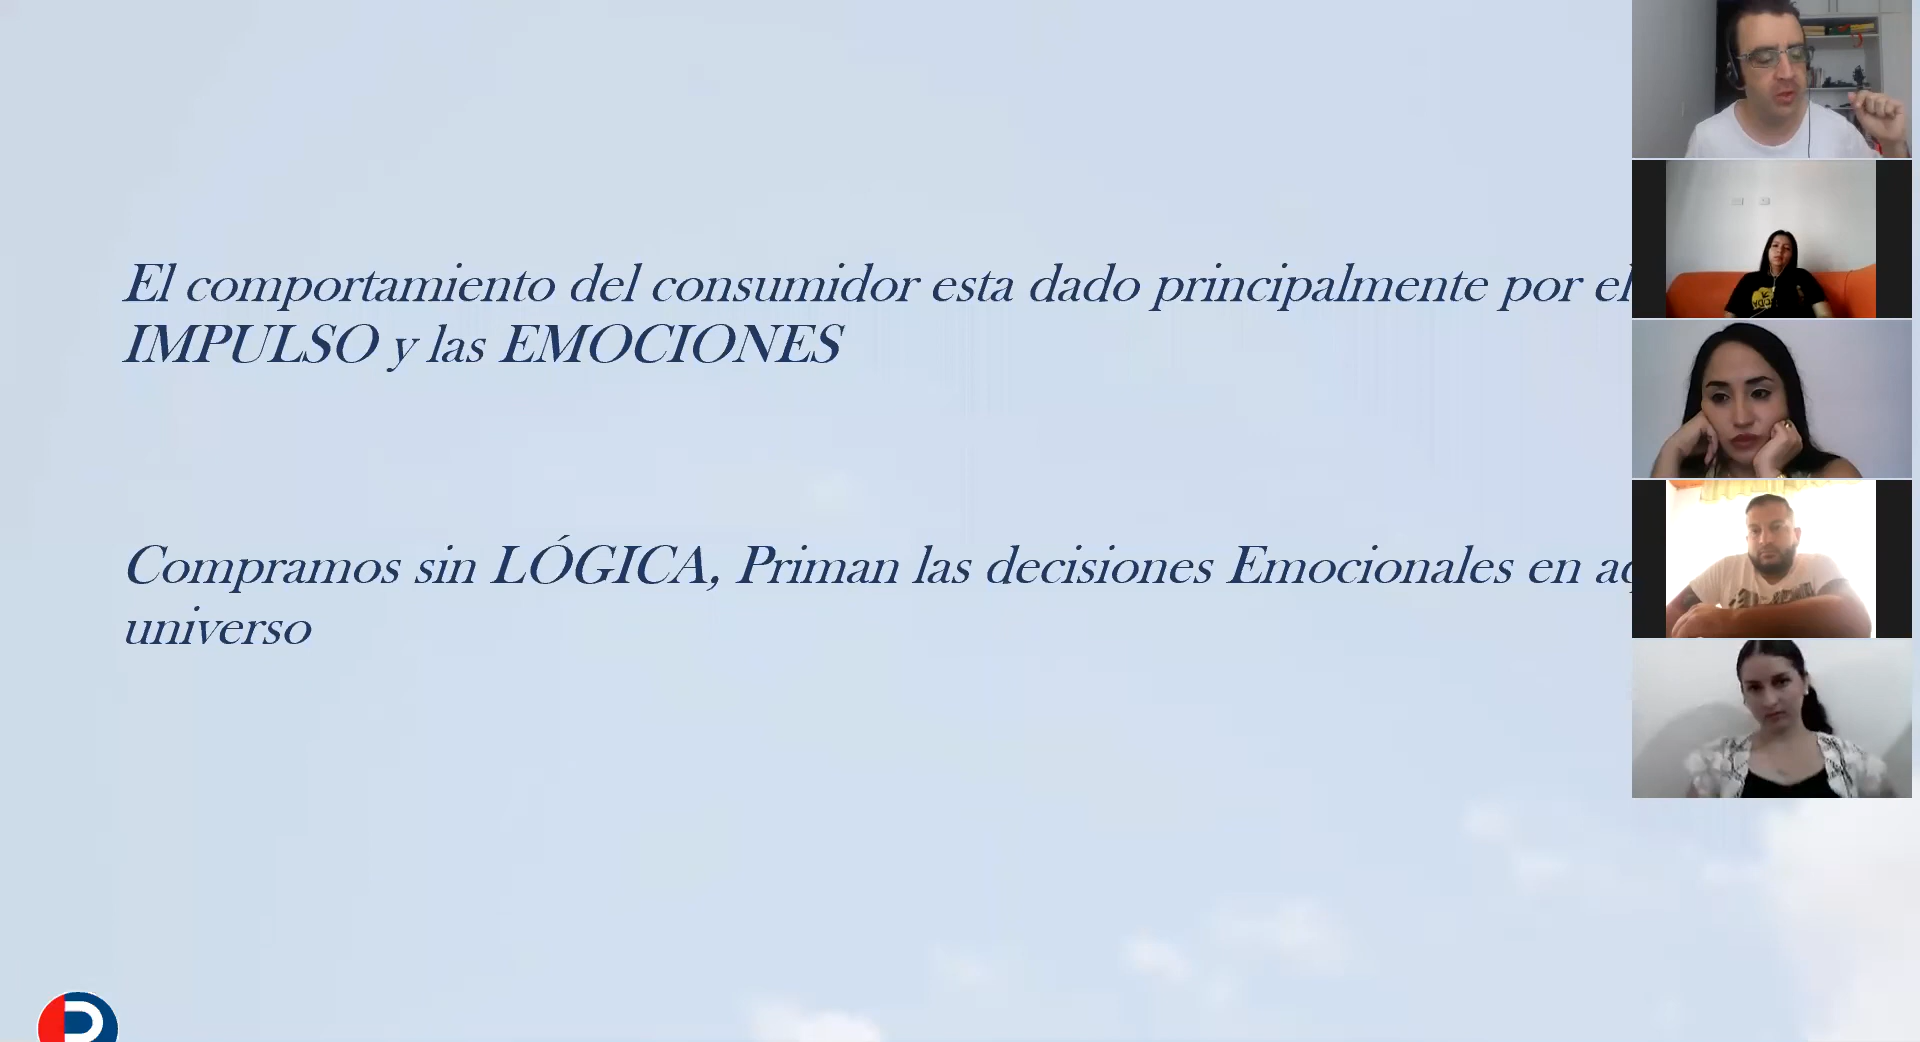 El comportamiento del consumidor esta dado principalmente por el
IMPULSO y las EMOCIONES
Compramos sin LÓGICA, Priman las decisiones Emocionales en
universo